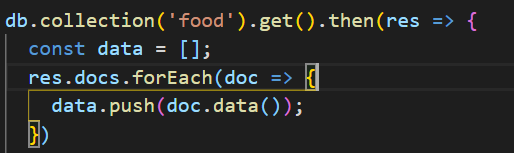 db.collection('food').get().then(res => {
  const data = [];
  res.docs.forEach(doc => {
    data.push(doc.data());
  })